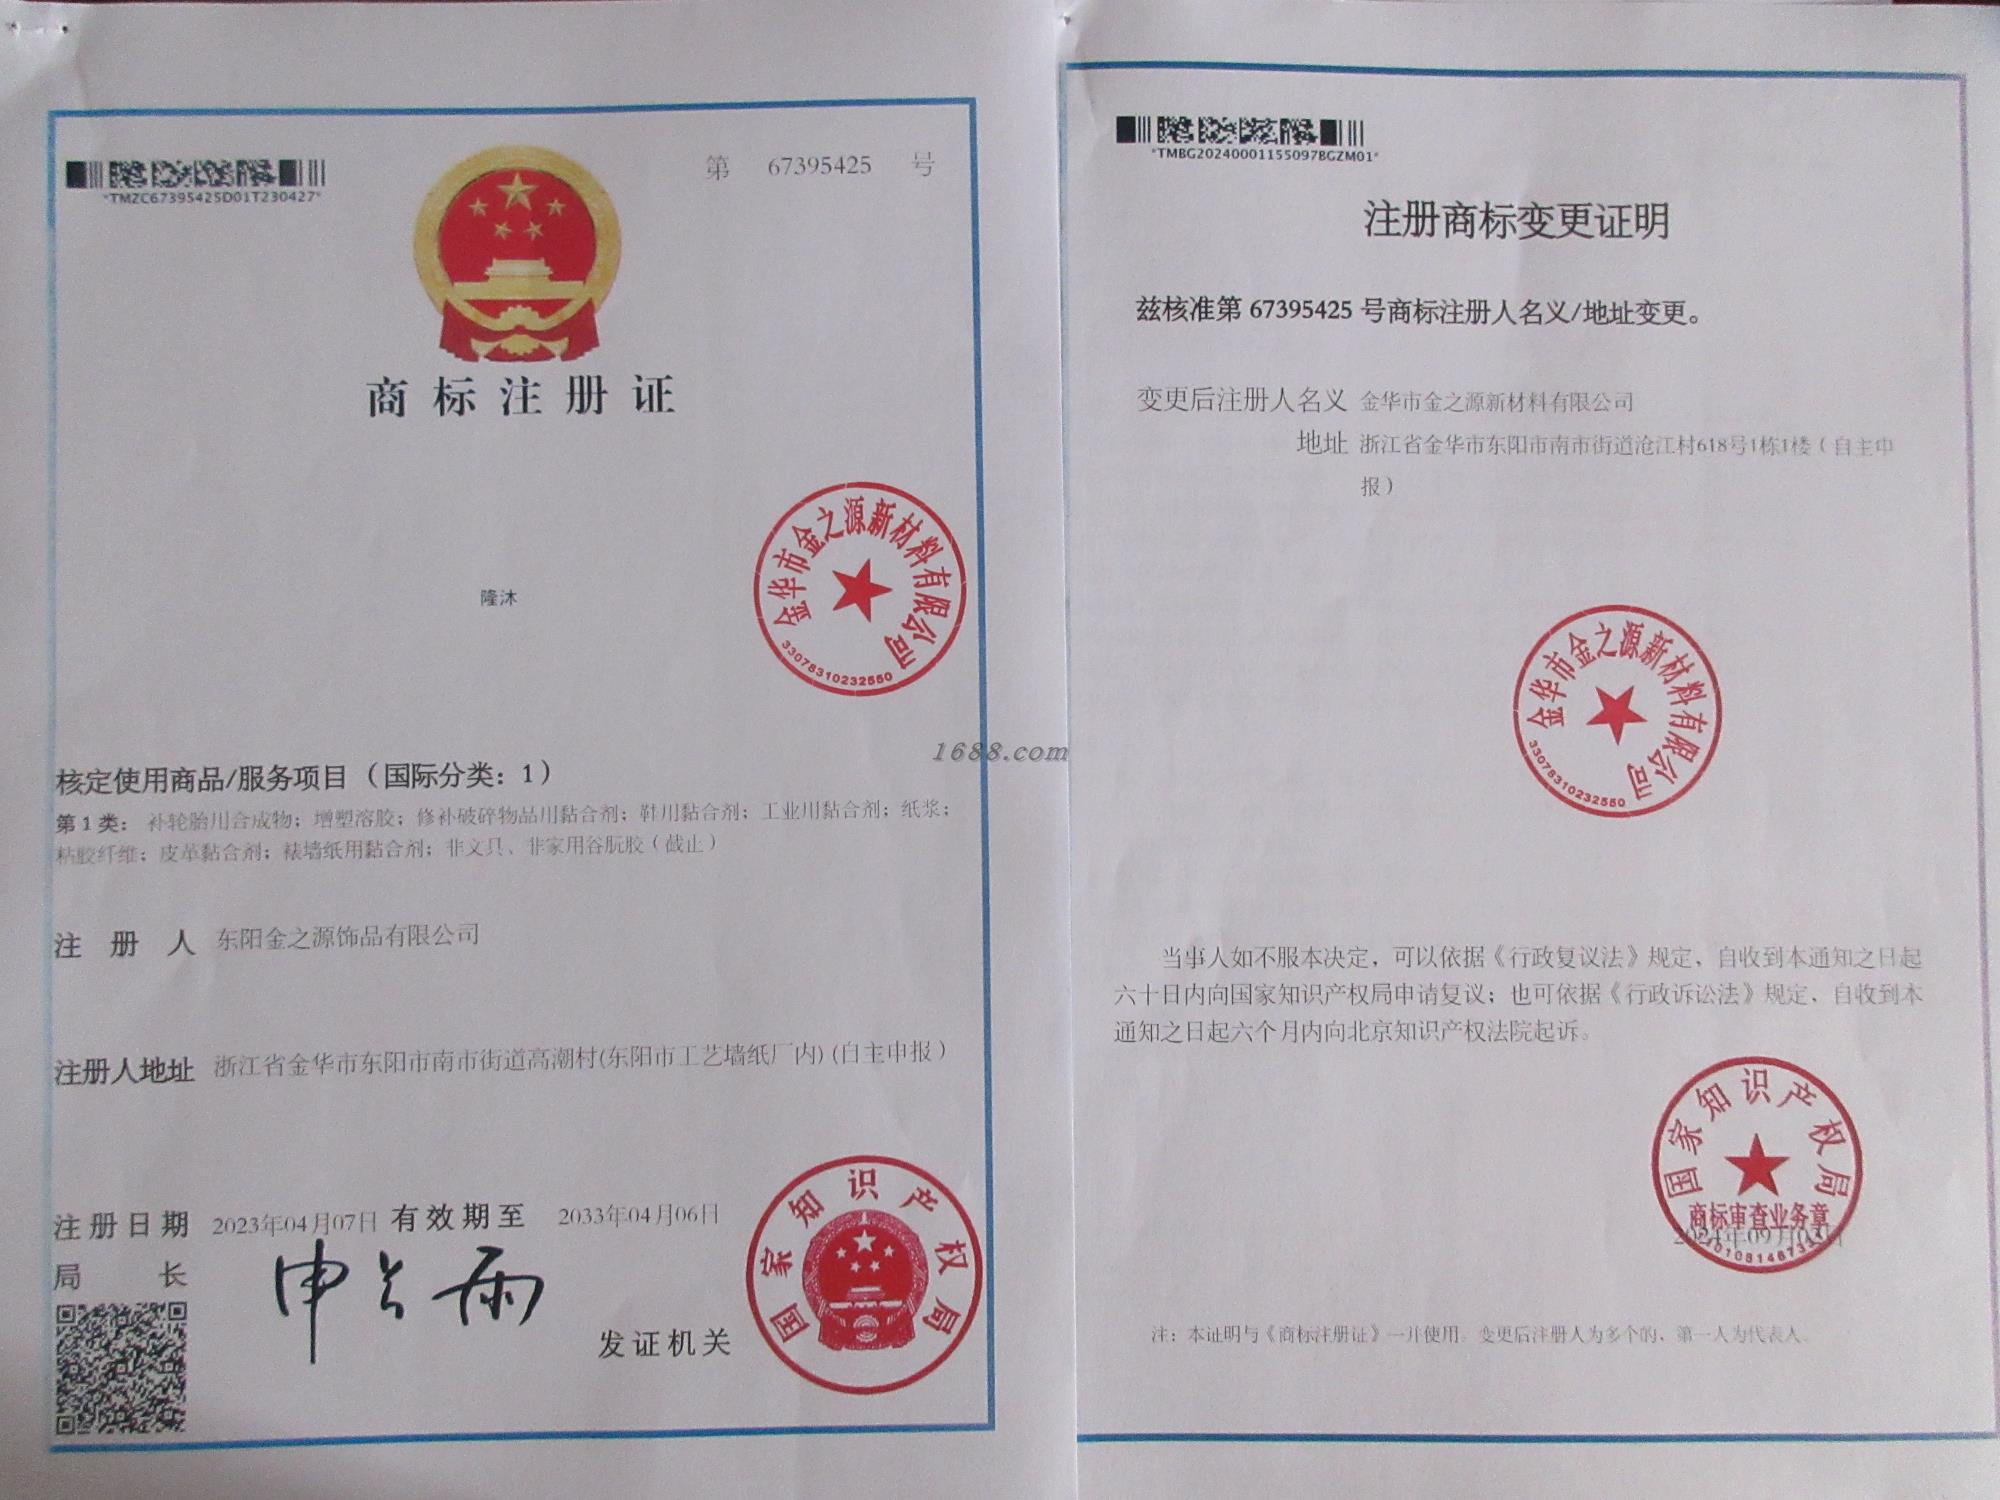 *TMZC67395425D01T230427*
第 67395425 号
商标注册证
隆沐
金华市金之源新材料有限公司
33078310232550
核定使用商品/服务项目（国际分类：1）
第1类：补轮胎用合成物；增塑溶胶；修补破碎物品用黏合剂；鞋用黏合剂；工业用黏合剂；纸浆；
粘胶纤维；皮革黏合剂；裱墙纸用黏合剂；非文具、非家用谷朊胶（截止）
注册人 东阳金之源饰品有限公司
注册人地址 浙江省金华市东阳市南市街道高潮村(东阳市工艺墙纸厂内)(自主申报）
注册日期 2023年04月07日 有效期至 2033年04月06日
局长 申长雨
发证机关
国家知识产权局
1688.com
*TMBG20240001155097BGZM01*
注册商标变更证明
兹核准第 67395425 号商标注册人名义/地址变更。
变更后注册人名义 金华市金之源新材料有限公司
地址 浙江省金华市东阳市南市街道沧江村618号1栋1楼（自主申
报）
金华市金之源新材料有限公司
33078310232550
当事人如不服本决定，可以依据《行政复议法》规定，自收到本通知之日起
六十日内向国家知识产权局申请复议；也可依据《行政诉讼法》规定，自收到本
通知之日起六个月内向北京知识产权法院起诉。
国家知识产权局
商标审查业务章
注：本证明与《商标注册证》一并使用。变更后注册人为多个的，第一人为代表人。